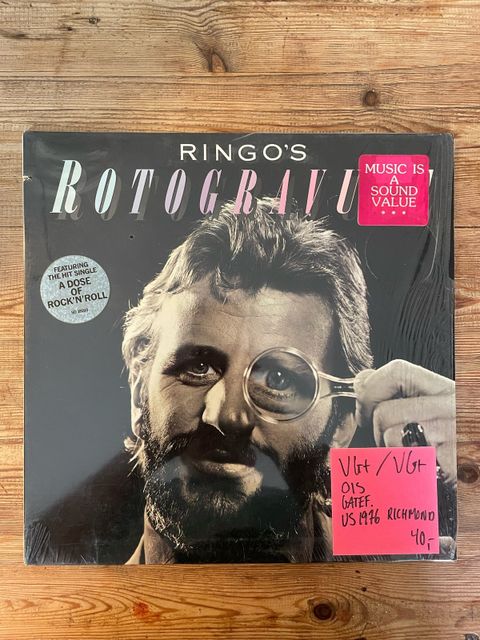 RINGO'S
ROTOGRAVU
MUSIC IS
A
SOUND
VALUE
FEATURING
THE HIT SINGLE
A DOSE
OF
ROCK'N'ROLL
VG+ / VG+
OIS
GATEF.
US 1976 RICHMOND
40,-